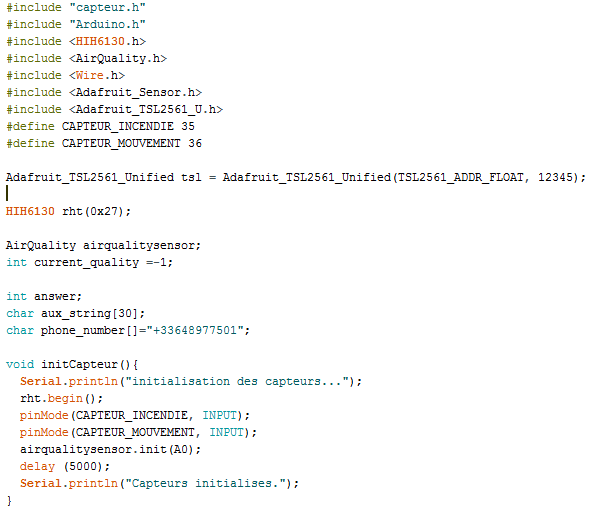 #include "capteur.h"
#include "Arduino.h"
#include <HIH6130.h>
#include <AirQuality.h>
#include <Wire.h>
#include <Adafruit_Sensor.h>
#include <Adafruit_TSL2561_U.h>
#define CAPTEUR_INCENDIE 35
#define CAPTEUR_MOUVEMENT 36
Adafruit_TSL2561_Unified tsl = Adafruit_TSL2561_Unified(TSL2561_ADDR_FLOAT, 12345);
HIH6130 rht(0x27);
AirQuality airqualitysensor;
int current_quality =-1;
int answer;
char aux_string[30];
char phone_number[]="+33648977501";
void initCapteur(){
  Serial.println("initialisation des capteurs...");
  rht.begin();
  pinMode(CAPTEUR_INCENDIE, INPUT);
  pinMode(CAPTEUR_MOUVEMENT, INPUT);
  airqualitysensor.init(A0);
  delay (5000);
  Serial.println("Capteurs initialises.");
}